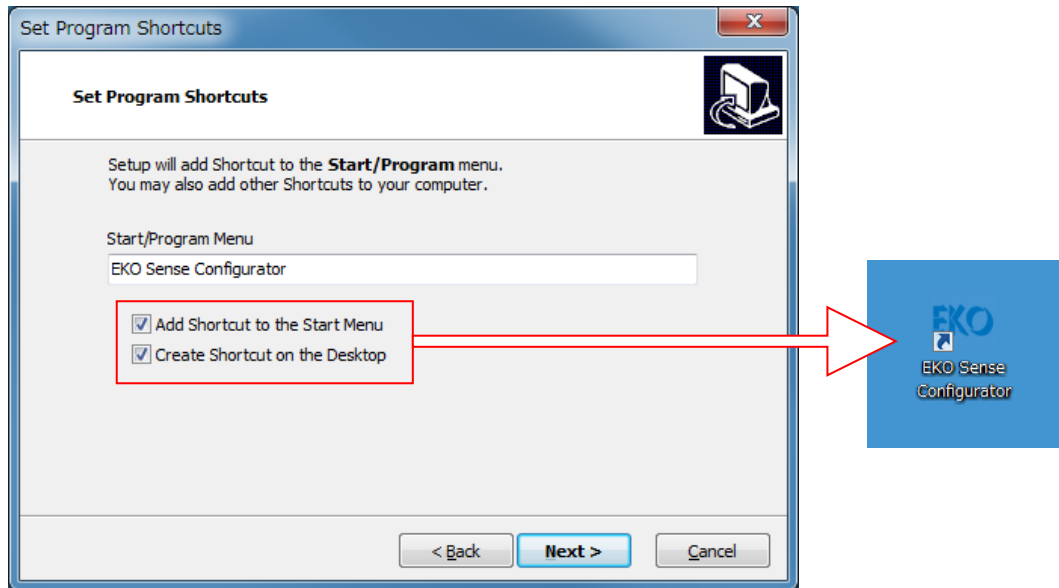 Set Program Shortcuts
Set Program Shortcuts
Setup will add Shortcut to the Start/Program menu.
You may also add other Shortcuts to your computer.
Start/Program Menu
EKO Sense Configurator
Add Shortcut to the Start Menu
Create Shortcut on the Desktop
< Back
Next >
Cancel
EKO
EKO Sense
Configurator